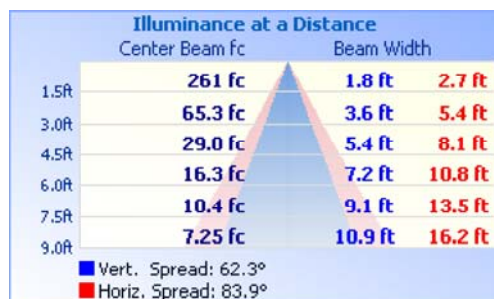 Illuminance at a Distance
Center Beam fc Beam Width
261 fc 1.8 ft 2.7 ft
1.5ft
65.3 fc 3.6 ft 5.4 ft
3.0ft
29.0 fc 5.4 ft 8.1 ft
4.5ft
16.3 fc 7.2 ft 10.8 ft
6.0ft
10.4 fc 9.1 ft 13.5 ft
7.5ft
7.25 fc 10.9 ft 16.2 ft
9.0ft
Vert. Spread: 62.3°
Horiz. Spread: 83.9°